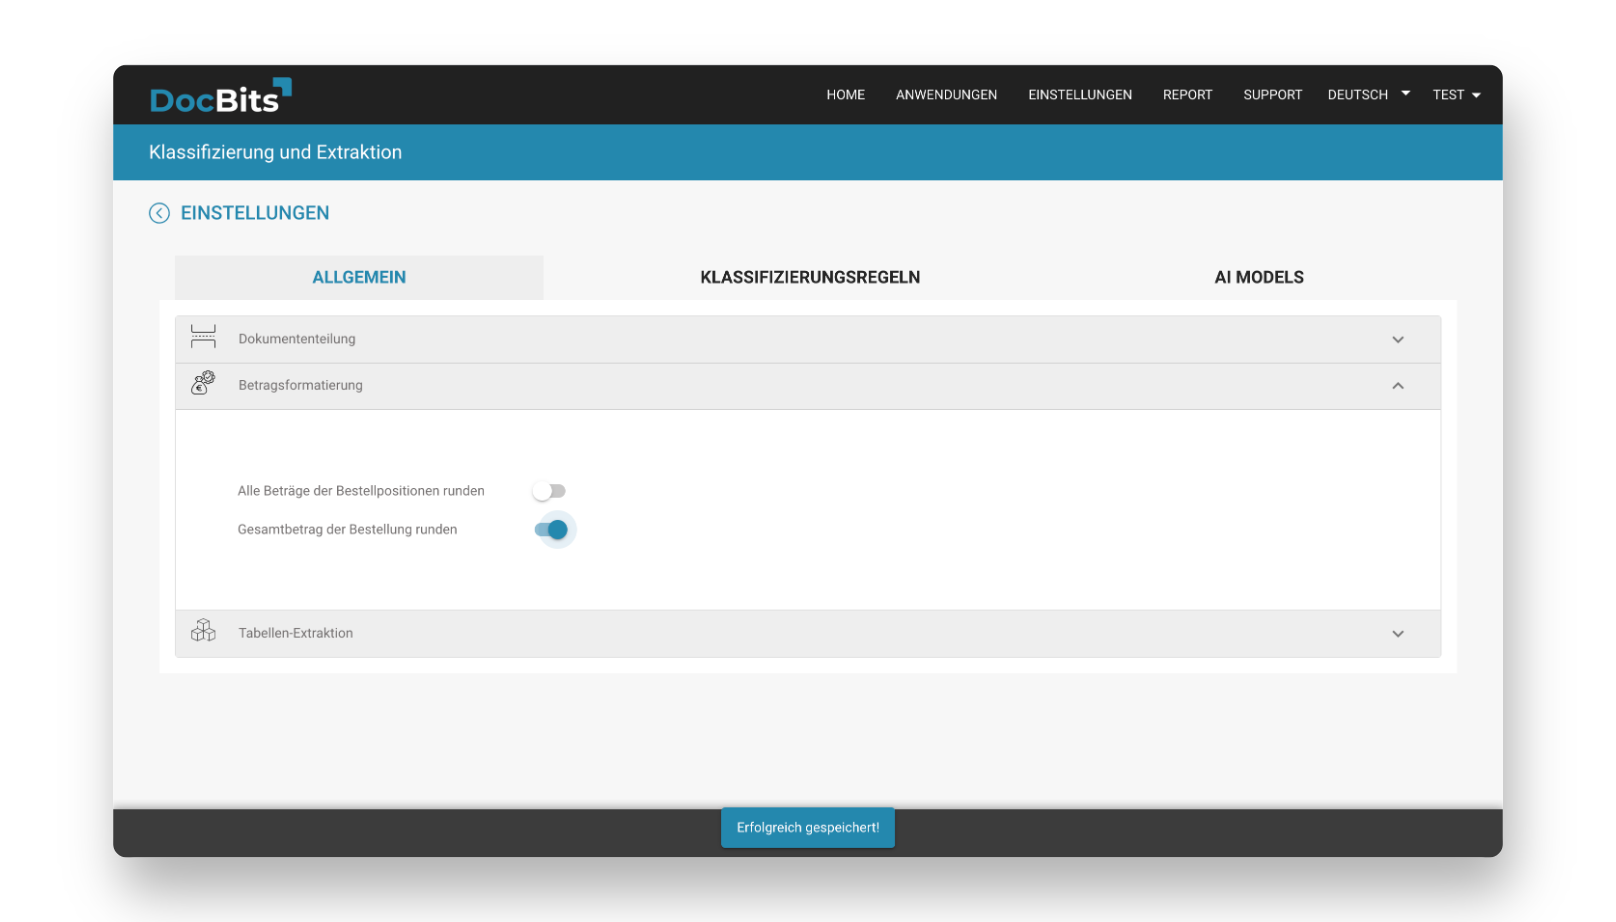 DocBits
HOME ANWENDUNGEN EINSTELLUNGEN REPORT SUPPORT DEUTSCH TEST
Klassifizierung und Extraktion
EINSTELLUNGEN
ALLGEMEIN KLASSIFIZIERUNGSREGELN AI MODELS
Dokumententeilung
Betragsformatierung
Alle Beträge der Bestellpositionen runden
Gesamtbetrag der Bestellung runden
Tabellen-Extraktion
Erfolgreich gespeichert!